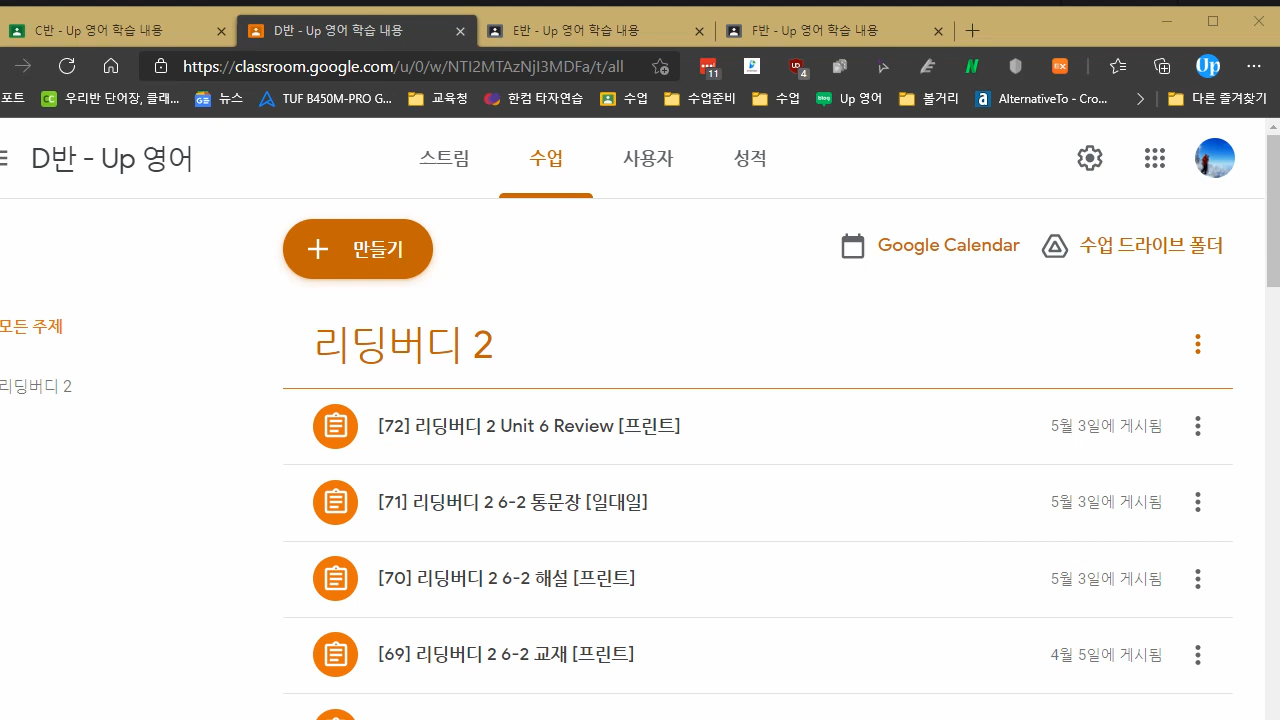 C반 - Up 영어 학습 내용
D반 - Up 영어 학습 내용
E반 - Up 영어 학습 내용
F반 - Up 영어 학습 내용
https://classroom.google.com/u/0/w/NTI2MTAzNjI3MDFa/t/all
11
UD
4
Up
포트
CC 우리반 단어장, 클래...
GE 뉴스
TUF B450M-PRO G...
교육청
한컴 타자연습
수업
수업준비
수업
blog Up 영어
볼거리
a AlternativeTo - Cro...
다른 즐겨찾기
D반 - Up 영어
스트림
수업
사용자
성적
만들기
Google Calendar
수업 드라이브 폴더
모든 주제
리딩버디 2
리딩버디 2
[72] 리딩버디 2 Unit 6 Review [프린트]
5월 3일에 게시됨
[71] 리딩버디 2 6-2 통문장 [일대일]
5월 3일에 게시됨
[70] 리딩버디 2 6-2 해설 [프린트]
5월 3일에 게시됨
[69] 리딩버디 2 6-2 교재 [프린트]
4월 5일에 게시됨